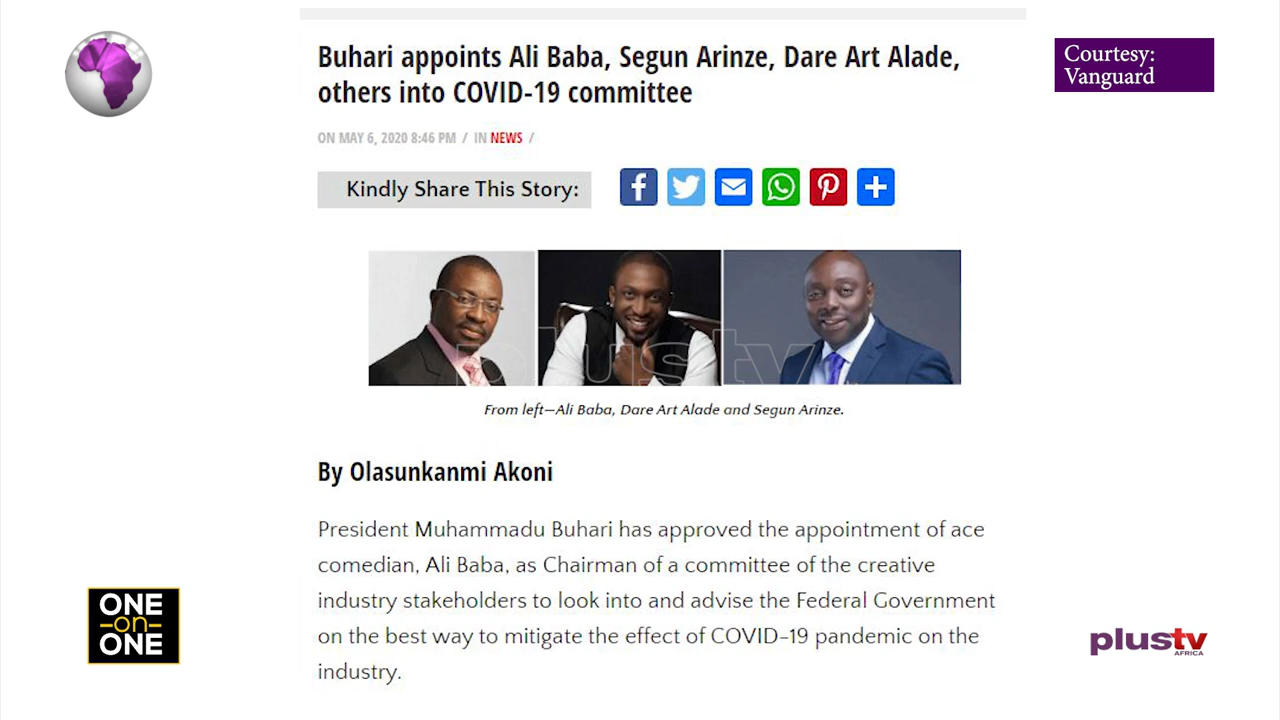 Buhari appoints Ali Baba, Segun Arinze, Dare Art Alade,
others into COVID-19 committee
Courtesy:
Vanguard
ON MAY 6, 2020 8:46 PM / IN NEWS /
Kindly Share This Story:
plustv
From left—Ali Baba, Dare Art Alade and Segun Arinze.
By Olasunkanmi Akoni
President Muhammadu Buhari has approved the appointment of ace
comedian, Ali Baba, as Chairman of a committee of the creative
industry stakeholders to look into and advise the Federal Government
on the best way to mitigate the effect of COVID-19 pandemic on the
industry.
ONE
on
ONE
plustv
AFRICA